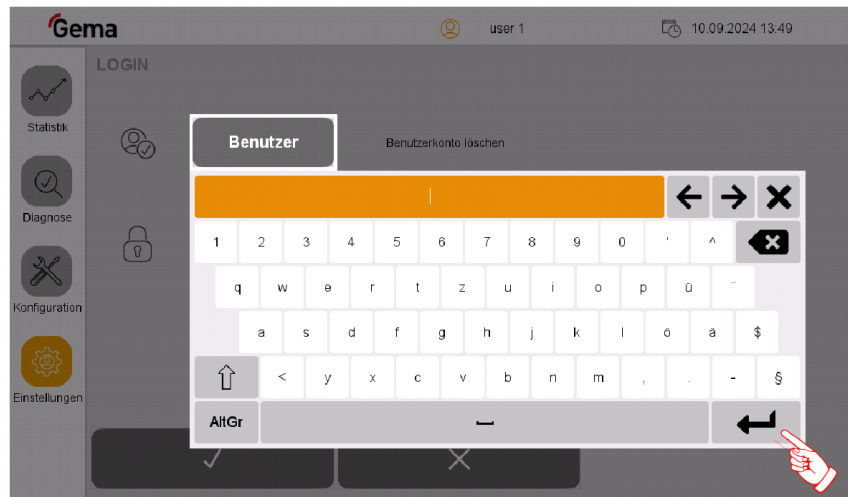 Gema
user 1
10.09.2024 13:49
LOGIN
Statistik
Diagnose
Konfiguration
Einstellungen
Benutzer
Benutzerkonto löschen
1 2 3 4 5 6 7 8 9 0 ' ^
q w e r t z u i o p ü ¨
a s d f g h j k l ö ä $
< y x c v b n m , . - §
AltGr